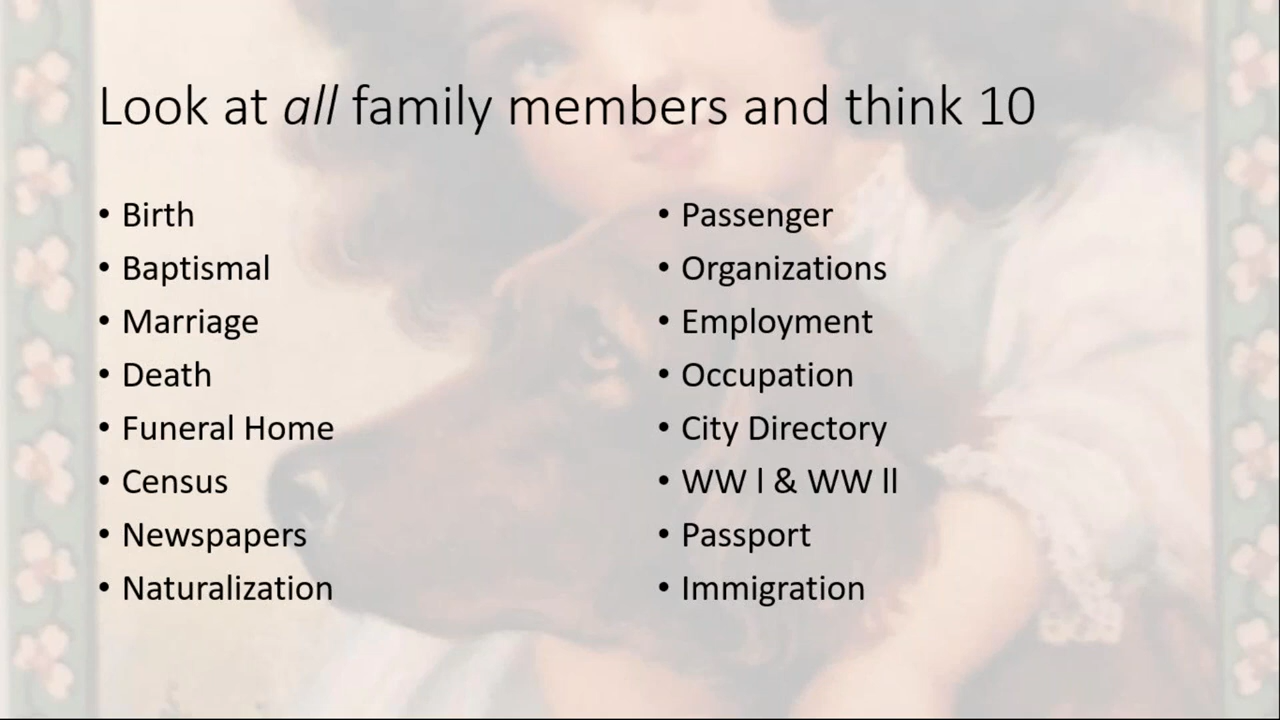 Look at all family members and think 10
• Birth
• Baptismal
• Marriage
• Death
• Funeral Home
• Census
• Newspapers
• Naturalization
• Passenger
• Organizations
• Employment
• Occupation
• City Directory
• WW l & WW ll
• Passport
• Immigration